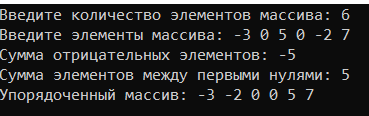 Введите количество элементов массива: 6
Введите элементы массива: -3 0 5 0 -2 7
Сумма отрицательных элементов: -5
Сумма элементов между первыми нулями: 5
Упорядоченный массив: -3 -2 0 0 5 7